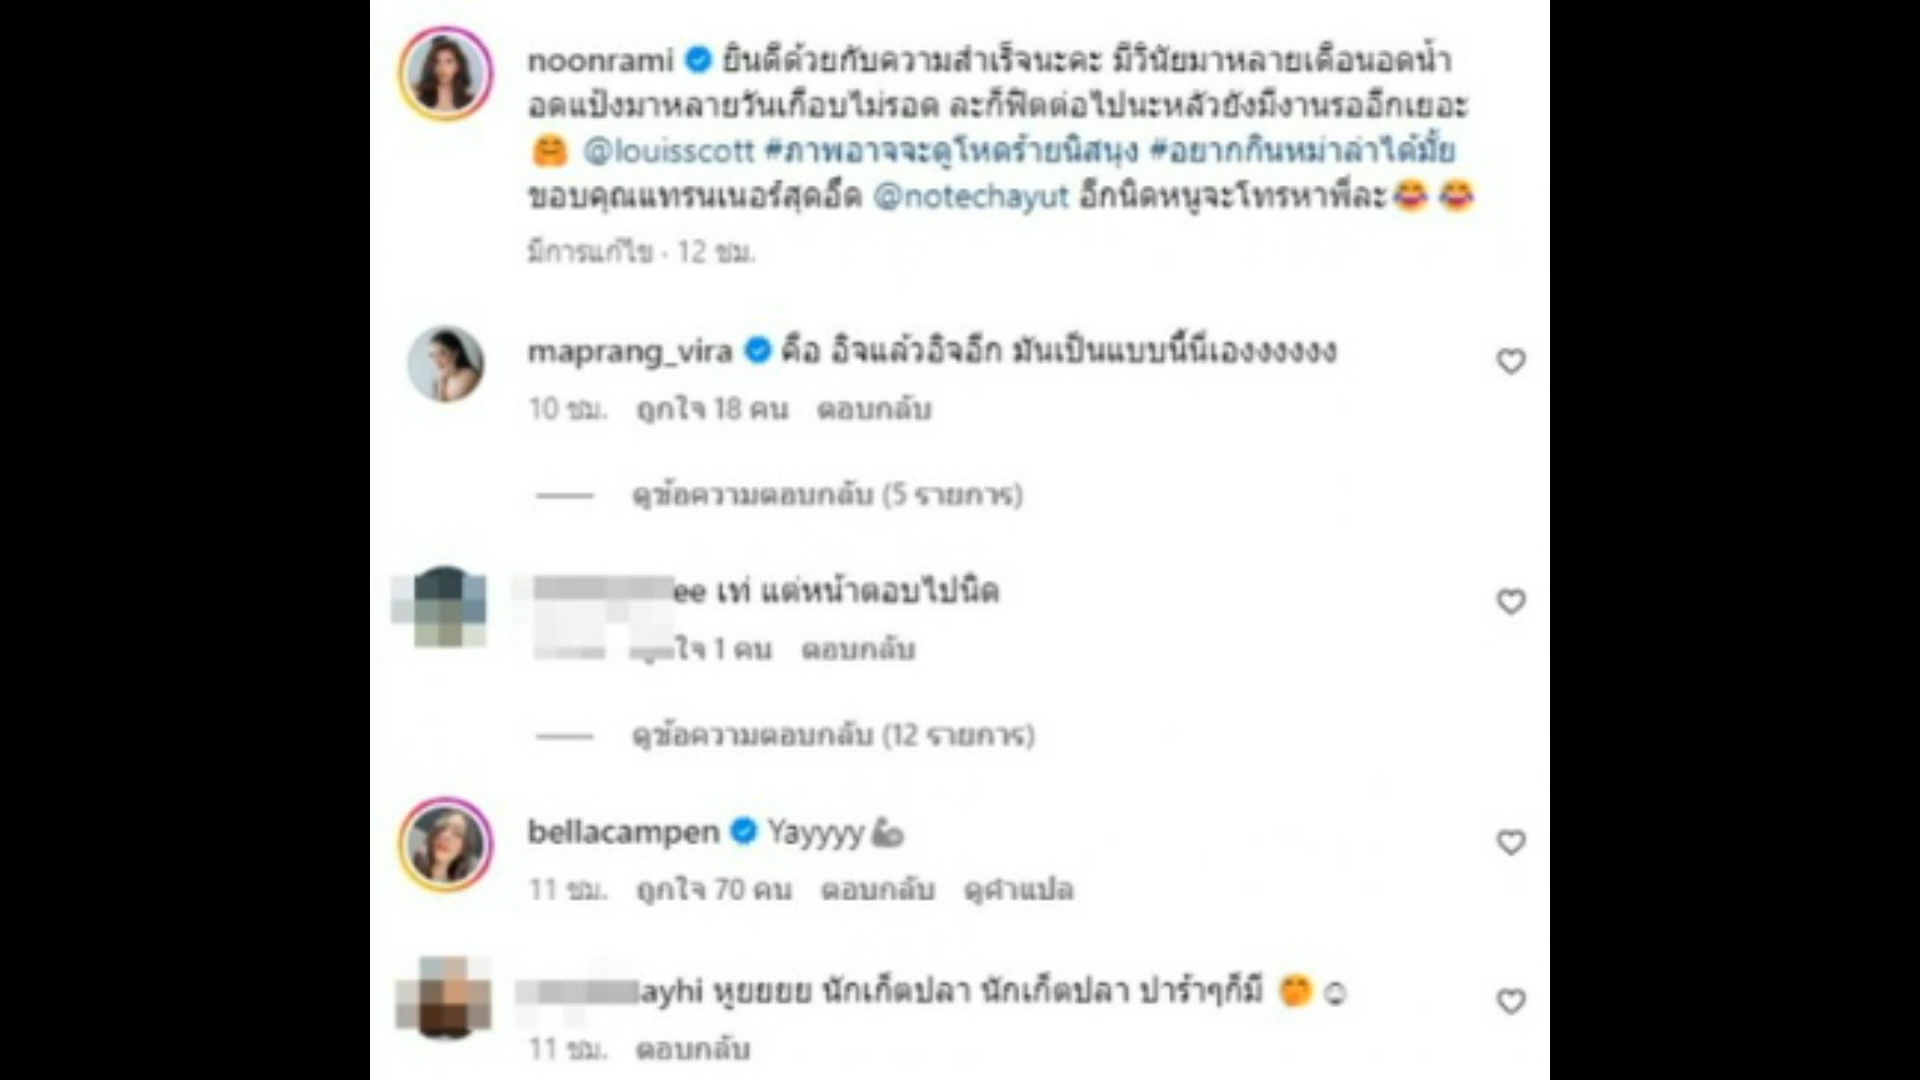 noonrami ยินดีด้วยกับความสำเร็จนะคะ มีวินัยมาหลายเดือนอดน้ำ
อดแป้งมาหลายวันเกือบไม่รอด ละก็ฟิตต่อไปนะหลัวยังมีงานรออีกเยอะ
🤗 @louisscott #ภาพอาจจะดูโหดร้ายนิสนุง #อยากกินหม่าล่าได้มั้ย
ขอบคุณแทรนเนอร์สุดอึ๊ด @notechayut อีกนิดหนูจะโทรหาพี่ละ😂 😂
มีการแก้ไข · 12 ชม.
maprang_vira คือ อิจแล้วอิจอีก มันเป็นแบบนี้นี่เองงงงงง
10 ชม. ถูกใจ 18 คน ตอบกลับ
ดูข้อความตอบกลับ (5 รายการ)
ee เท่ แต่หน้าตอบไปนิด
ใจ 1 คน ตอบกลับ
ดูข้อความตอบกลับ (12 รายการ)
bellacampen Yayyyy💪
11 ชม. ถูกใจ 70 คน ตอบกลับ ดูคำแปล
ayhi หูยยยย นักเก็ตปลา นักเก็ตปลา ปาร้าๆก็มี 🤭
11 ชม. ตอบกลับ